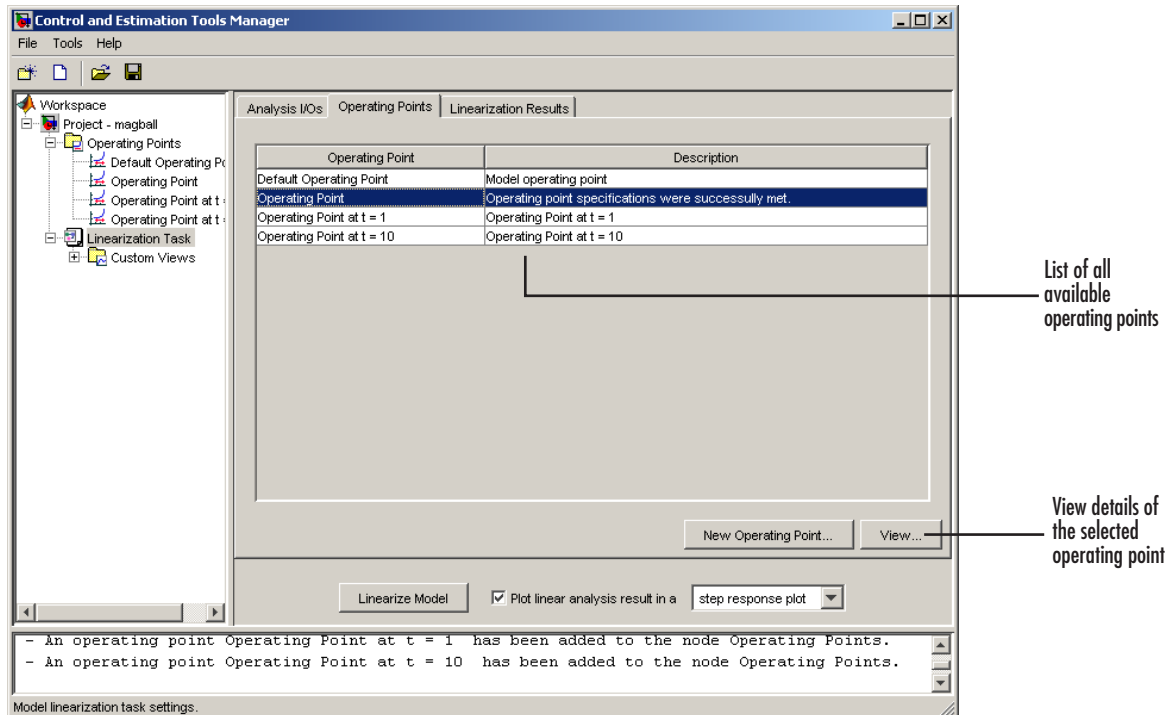 Control and Estimation Tools Manager
File Tools Help
Workspace
Project - magball
Operating Points
Default Operating Po
Operating Point
Operating Point at t
Operating Point at t
Linearization Task
Custom Views
Analysis I/Os Operating Points Linearization Results
Operating Point Description
Default Operating Point Model operating point
Operating Point Operating point specifications were successully met.
Operating Point at t = 1 Operating Point at t = 1
Operating Point at t = 10 Operating Point at t = 10
List of all
available
operating points
New Operating Point... View...
View details of
the selected
operating point
Linearize Model Plot linear analysis result in a step response plot
- An operating point Operating Point at t = 1 has been added to the node Operating Points.
- An operating point Operating Point at t = 10 has been added to the node Operating Points.
Model linearization task settings.